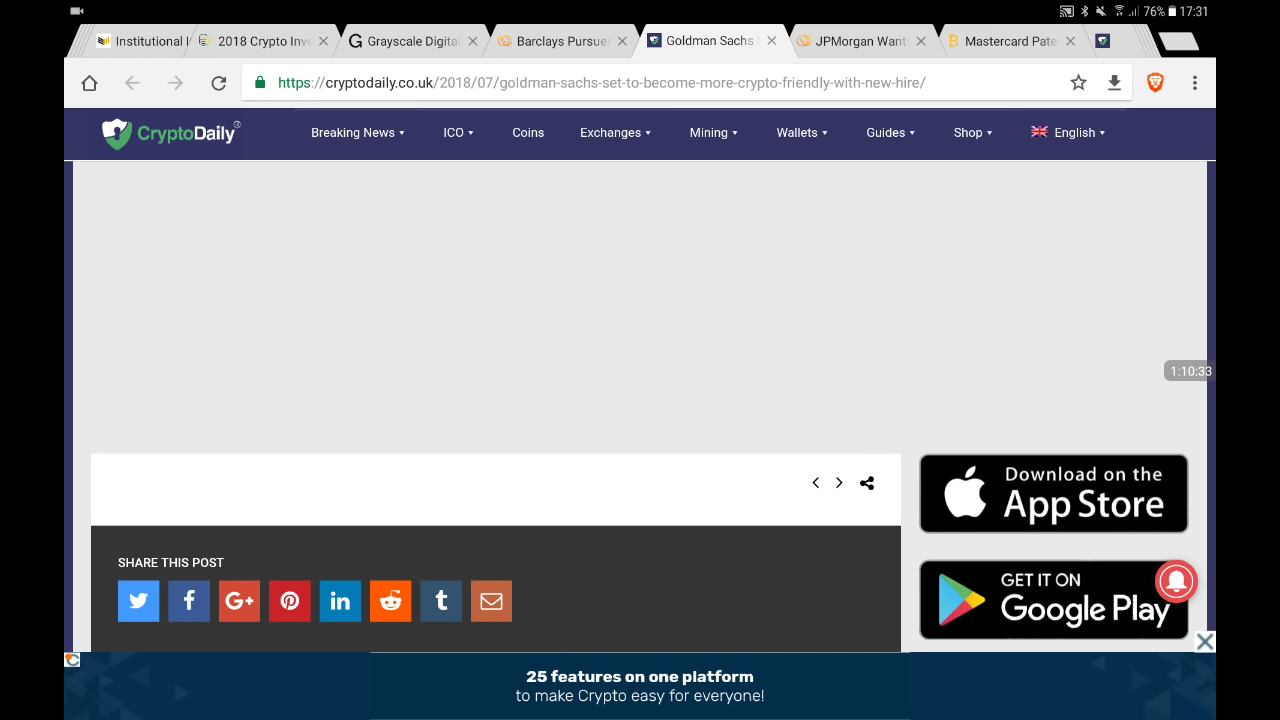 76% 17:31
Institutional I
2018 Crypto Inve
Grayscale Digital
Barclays Pursue
Goldman Sachs
JPMorgan Want
Mastercard Pate
https://cryptodaily.co.uk/2018/07/goldman-sachs-set-to-become-more-crypto-friendly-with-new-hire/
CryptoDaily
Breaking News
ICO
Coins
Exchanges
Mining
Wallets
Guides
Shop
English
1:10:33
Download on the
App Store
SHARE THIS POST
GET IT ON
Google Play
25 features on one platform
to make Crypto easy for everyone!